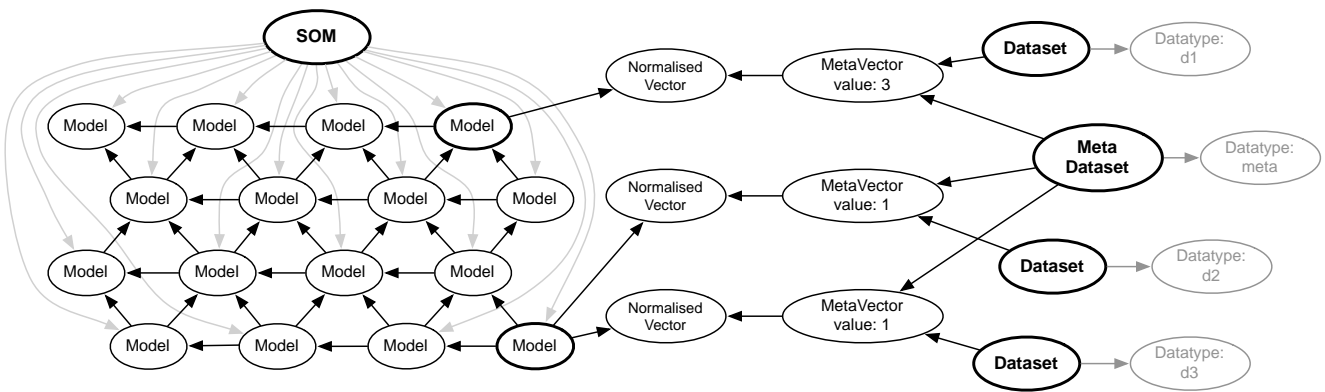 SOM
Dataset
Datatype:
d1
Normalised
Vector
MetaVector
value: 3
Model
Model
Model
Model
Meta
Dataset
Datatype:
meta
Model
Model
Model
Model
Normalised
Vector
MetaVector
value: 1
Model
Model
Model
Model
Dataset
Datatype:
d2
Normalised
Vector
MetaVector
value: 1
Model
Model
Model
Model
Dataset
Datatype:
d3